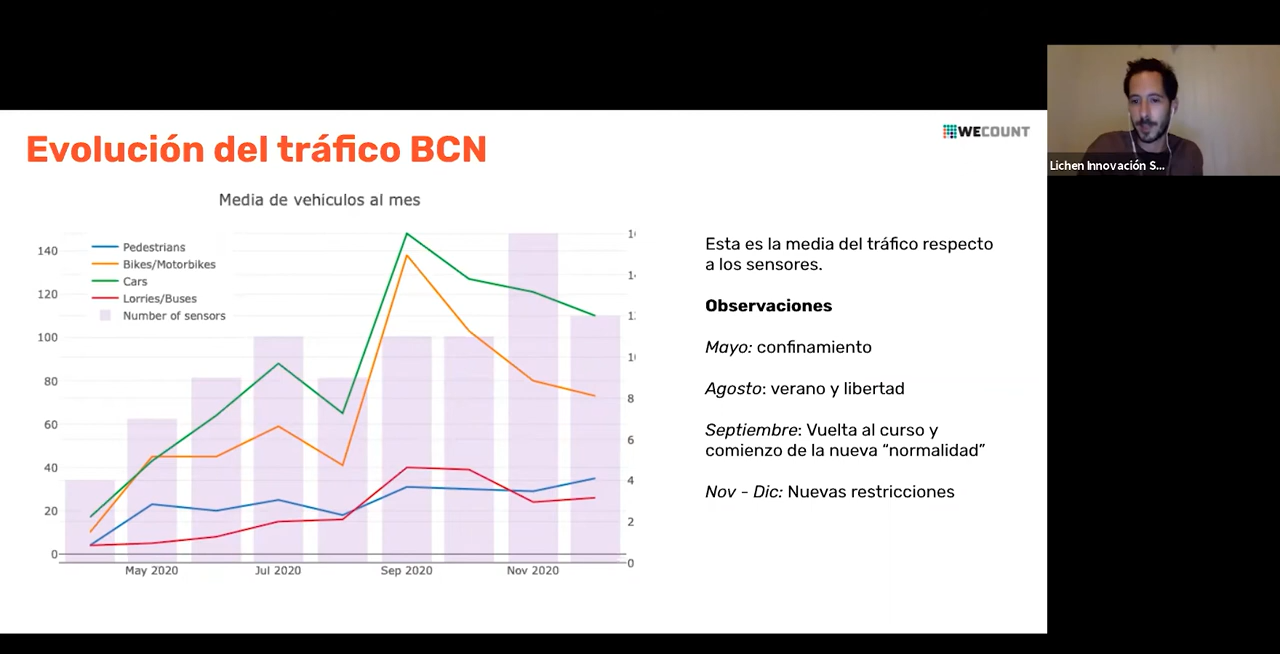 Evolución del tráfico BCN
WECOUNT
Lichen Innovación S...
Media de vehiculos al mes
140
120
100
80
60
40
20
0
Pedestrians
Bikes/Motorbikes
Cars
Lorries/Buses
Number of sensors
10
8
6
4
2
0
May 2020
Jul 2020
Sep 2020
Nov 2020
Esta es la media del tráfico respecto
a los sensores.
Observaciones
Mayo: confinamiento
Agosto: verano y libertad
Septiembre: Vuelta al curso y
comienzo de la nueva “normalidad”
Nov - Dic: Nuevas restricciones